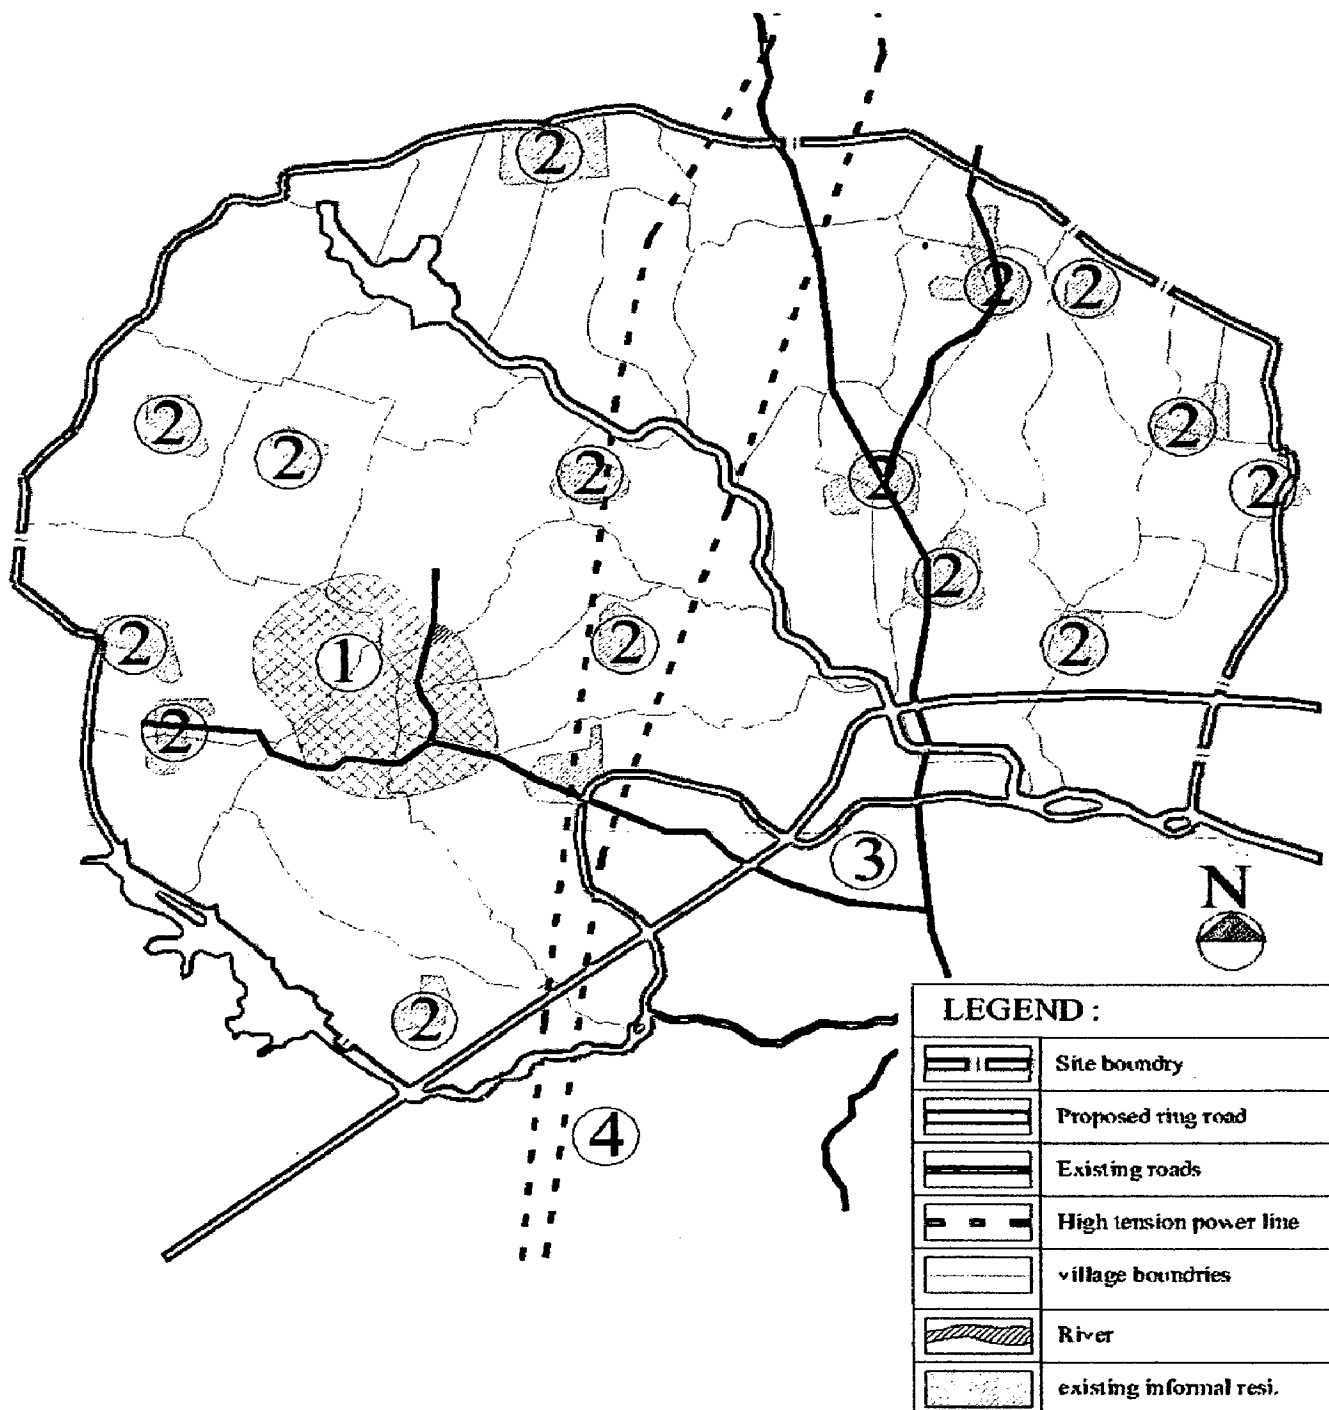 2
2
2
2
2
2
2
2
2
2
2
2
1
2
2
3
N
2
4
LEGEND :
Site boundry
Proposed ring road
Existing roads
High tension power line
village boundries
River
existing informal resi.